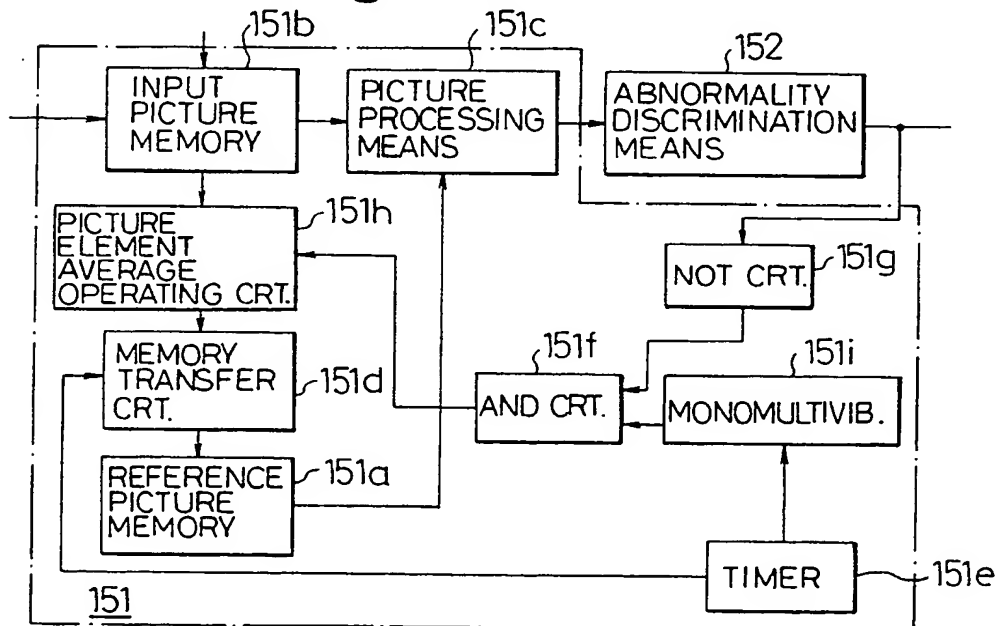 151b
151c
152
INPUT
PICTURE
MEMORY
PICTURE
PROCESSING
MEANS
ABNORMALITY
DISCRIMINATION
MEANS
151h
PICTURE
ELEMENT
AVERAGE
OPERATING CRT.
NOT CRT.
151g
MEMORY
TRANSFER
CRT.
151d
151f
AND CRT.
151i
MONOMULTIVIB.
151a
REFERENCE
PICTURE
MEMORY
TIMER
151e
151